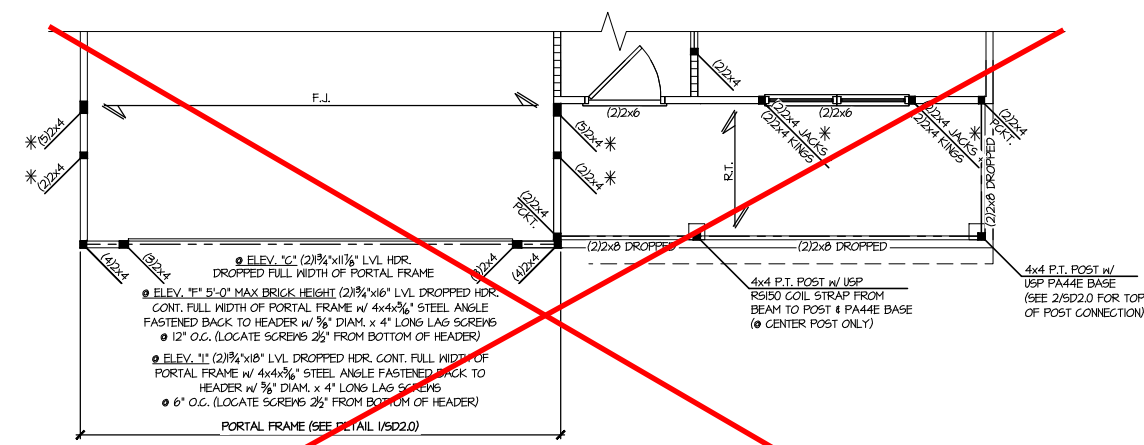 (2)2x4
F.J.
(2)2x6
(2)2x6
(5)2x4
(5)2x4
(2)2x4 JACKS
(2)2x4 KINGS
(2)2x4 JACKS
(2)2x4 KINGS
(2)2x4
PCKT.
(2)2x4
(2)2x4
R.T.
(2)2x8 DROPPED
(2)2x4
PCKT.
(2)2x8 DROPPED
(2)2x8 DROPPED
(4)2x4
(3)2x4
(4)2x4
@ ELEV. "C" (2)1¾"x11⅞" LVL HDR.
DROPPED FULL WIDTH OF PORTAL FRAME
@ ELEV. "F" 5'-0" MAX BRICK HEIGHT (2)1¾"x16" LVL DROPPED HDR.
CONT. FULL WIDTH OF PORTAL FRAME W/ 4x4x5/16" STEEL ANGLE
FASTENED BACK TO HEADER W/ ⅜" DIAM. x 4" LONG LAG SCREWS
@ 12" O.C. (LOCATE SCREWS 2½" FROM BOTTOM OF HEADER)
@ ELEV. "I" (2)1¾"x18" LVL DROPPED HDR. CONT. FULL WIDTH OF
PORTAL FRAME W/ 4x4x5/16" STEEL ANGLE FASTENED BACK TO
HEADER W/ ⅜" DIAM. x 4" LONG LAG SCREWS
@ 6" O.C. (LOCATE SCREWS 2½" FROM BOTTOM OF HEADER)
PORTAL FRAME (SEE DETAIL 1/SD2.0)
4x4 P.T. POST W/ USP
RS150 COIL STRAP FROM
BEAM TO POST & PA44E BASE
(@ CENTER POST ONLY)
4x4 P.T. POST W/
USP PA44E BASE
(SEE 2/SD2.0 FOR TOP
OF POST CONNECTION)